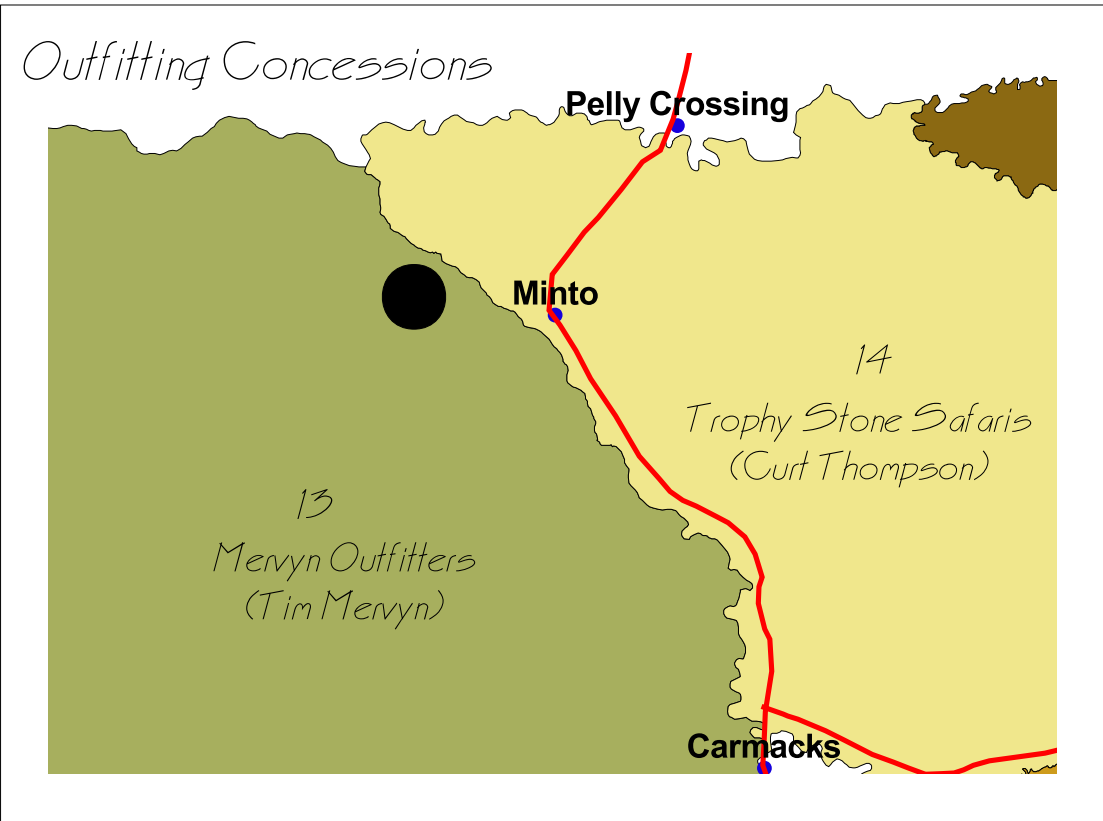 Outfitting Concessions
Pelly Crossing
Minto
14
Trophy Stone Safaris
(Curt Thompson)
13
Mervyn Outfitters
(Tim Mervyn)
Carmacks